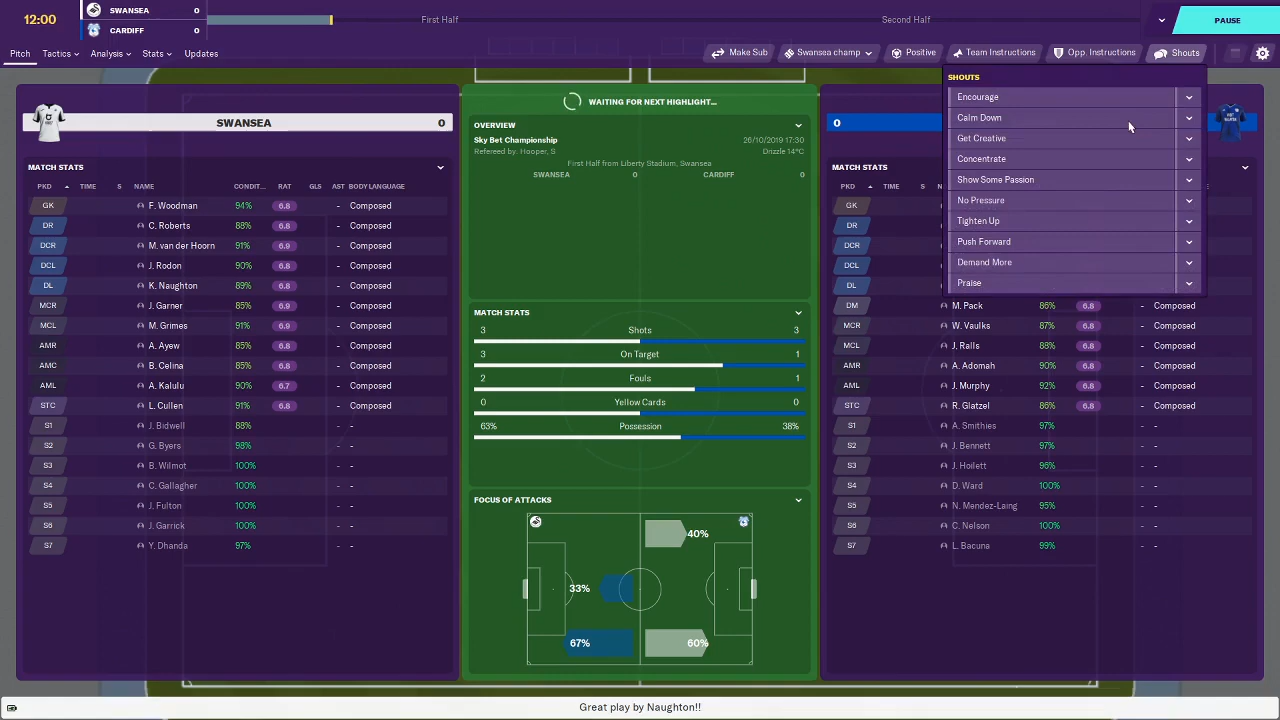 12:00
SWANSEA 0
CARDIFF 0
First Half
Second Half
PAUSE
Pitch Tactics Analysis Stats Updates
Make Sub Swansea champ Positive Team Instructions Opp. Instructions Shouts
SHOUTS
Encourage
Calm Down
Get Creative
Concentrate
Show Some Passion
No Pressure
Tighten Up
Push Forward
Demand More
Praise
SWANSEA 0
MATCH STATS
PKD TIME S NAME CONDIT... RAT GLS AST BODY LANGUAGE
GK F. Woodman 94% 6.8 - Composed
DR C. Roberts 88% 6.8 - Composed
DCR M. van der Hoorn 91% 6.9 - Composed
DCL J. Rodon 90% 6.8 - Composed
DL K. Naughton 89% 6.8 - Composed
MCR J. Garner 85% 6.9 - Composed
MCL M. Grimes 91% 6.9 - Composed
AMR A. Ayew 85% 6.8 - Composed
AMC B. Celina 85% 6.8 - Composed
AML A. Kalulu 90% 6.7 - Composed
STC L. Cullen 91% 6.8 - Composed
S1 J. Bidwell 88% - -
S2 G. Byers 98% - -
S3 B. Wilmot 100% - -
S4 C. Gallagher 100% - -
S5 J. Fulton 100% - -
S6 J. Garrick 100% - -
S7 Y. Dhanda 97% - -
WAITING FOR NEXT HIGHLIGHT...
OVERVIEW
Sky Bet Championship 26/10/2019 17:30
Refereed by: Hooper, S Drizzle 14°C
First Half from Liberty Stadium, Swansea
SWANSEA 0 CARDIFF 0
MATCH STATS
3 Shots 3
3 On Target 1
2 Fouls 1
0 Yellow Cards 0
63% Possession 38%
FOCUS OF ATTACKS
40%
33%
67% 60%
0
MATCH STATS
PKD TIME S NAME CONDIT... RAT GLS AST BODY LANGUAGE
GK
DR
DCR
DCL
DL
DM M. Pack 86% 6.8 - Composed
MCR W. Vaulks 87% 6.8 - Composed
MCL J. Ralls 88% 6.8 - Composed
AMR A. Adomah 90% 6.8 - Composed
AML J. Murphy 92% 6.8 - Composed
STC R. Glatzel 86% 6.8 - Composed
S1 A. Smithies 97% - -
S2 J. Bennett 97% - -
S3 J. Hoilett 96% - -
S4 D. Ward 100% - -
S5 N. Mendez-Laing 95% - -
S6 C. Nelson 100% - -
S7 L. Bacuna 99% - -
Great play by Naughton!!